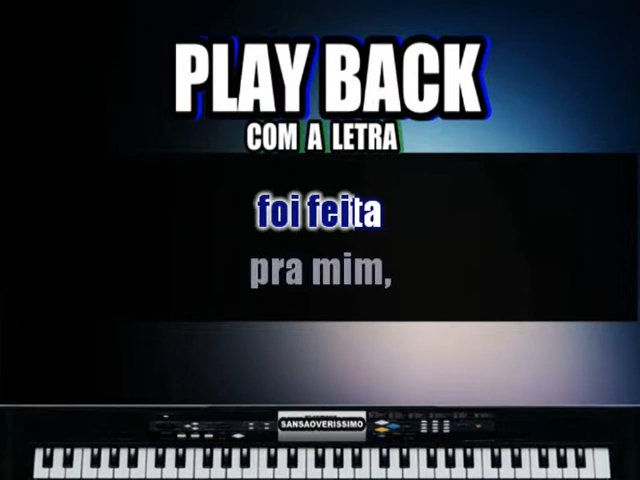 PLAY BACK
COM A LETRA
foi feita
pra mim,
SANSAOVERISSIMO